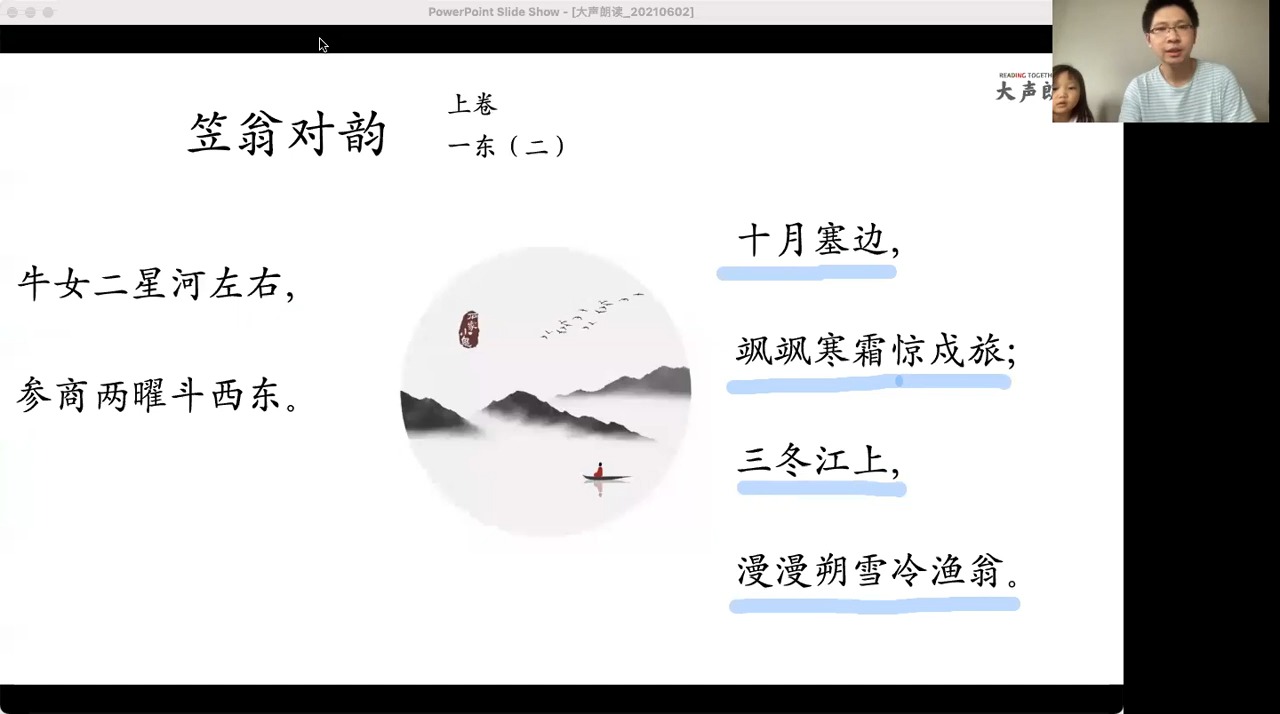 PowerPoint Slide Show - [大声朗读_20210602]
READING TOGETH
大声朗
笠翁对韵
上卷
一东（二）
牛女二星河左右，
参商两曜斗西东。
十月塞边，
飒飒寒霜惊戍旅；
三冬江上，
漫漫朔雪冷渔翁。